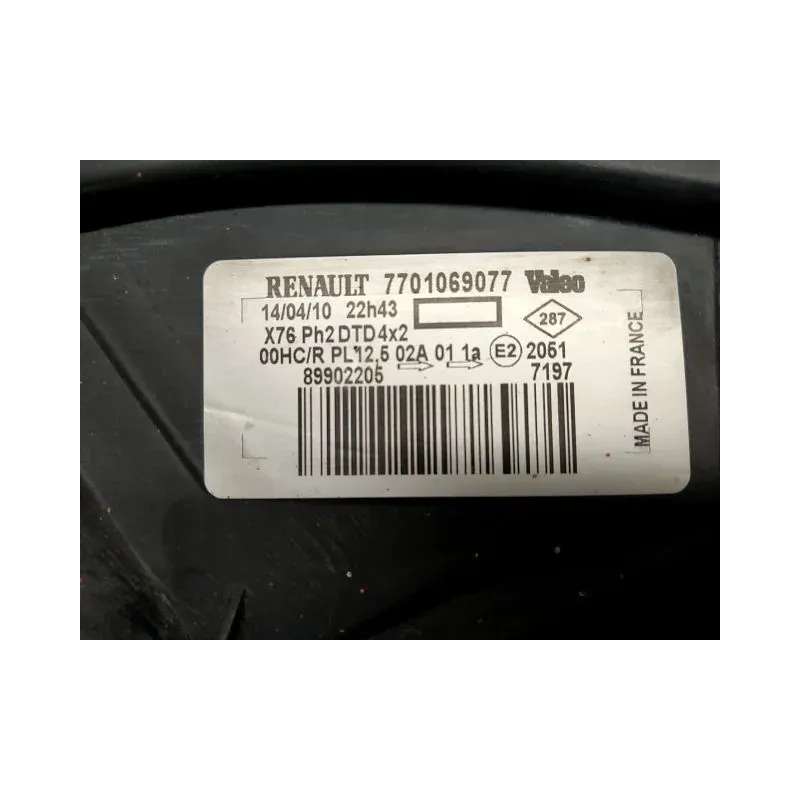 RENAULT 7701069077 Valeo
14/04/10 22h43
287
X76 Ph2 DTD 4x2
00HC/R PL 12,5 02A 01 1a E2 2051
89902205 7197
MADE IN FRANCE